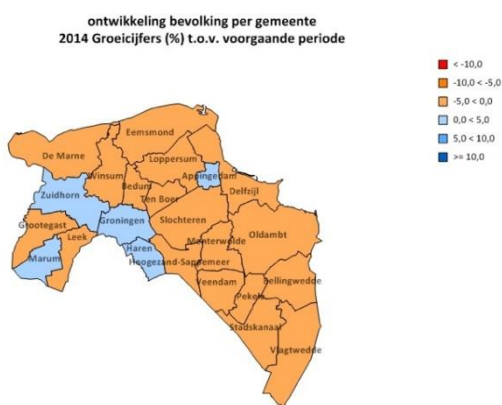 ontwikkeling bevolking per gemeente
2014 Groeicijfers (%) t.o.v. voorgaande periode
< -10,0
-10,0 < -5,0
-5,0 < 0,0
0,0 < 5,0
5,0 < 10,0
>= 10,0
Eemsmond
De Marne
Loppersum
Winsum
Appingedam
Bedum
Delfzijl
Zuidhorn
Ten Boer
Groningen
Slochteren
Grootegast
Leek
Oldambt
Menterwolde
Haren
Marum
Hoogezand-Sappemeer
Veendam
Bellingwedde
Pekela
Stadskanaal
Vlagtwedde